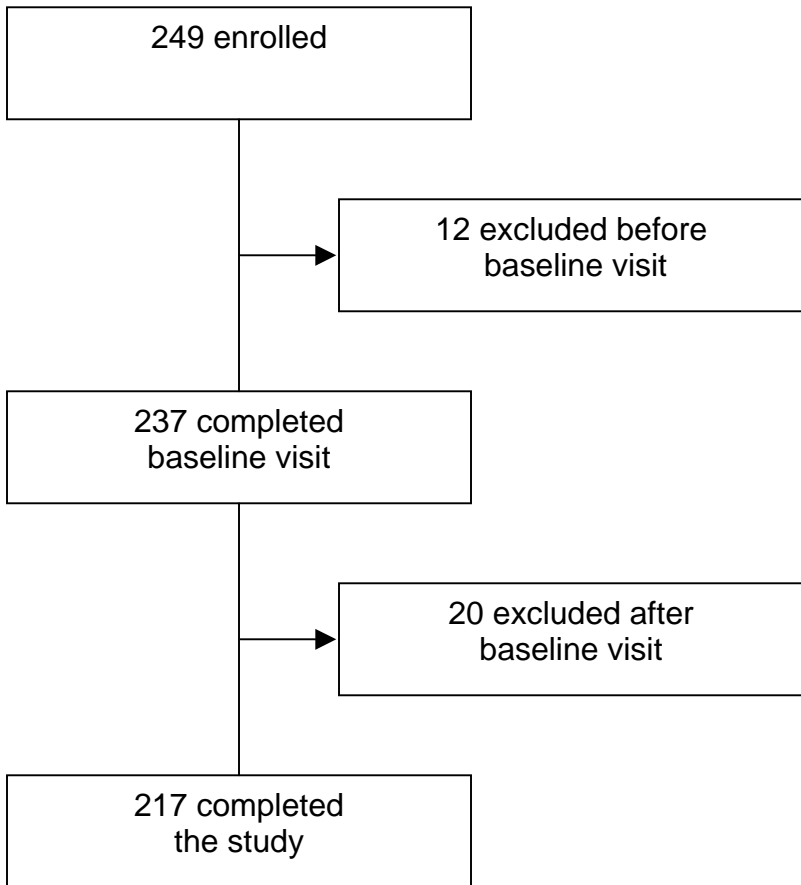 249 enrolled
12 excluded before
baseline visit
237 completed
baseline visit
20 excluded after
baseline visit
217 completed
the study